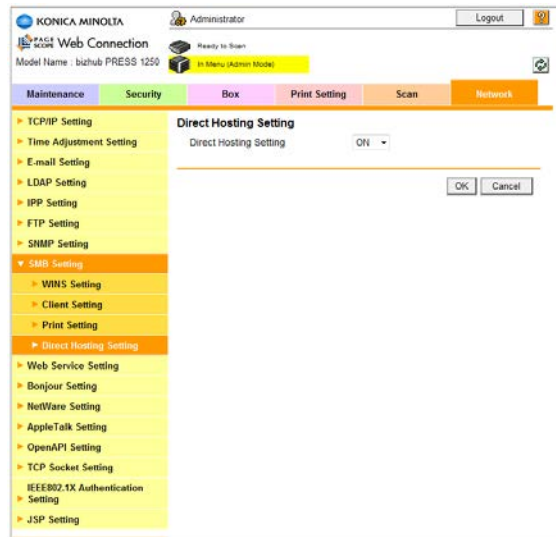 KONICA MINOLTA
Administrator
Logout
?
PAGE SCOPE Web Connection
Ready to Scan
Model Name : bizhub PRESS 1250
In Menu (Admin Mode)
Maintenance Security Box Print Setting Scan Network
TCP/IP Setting
Time Adjustment Setting
E-mail Setting
LDAP Setting
IPP Setting
FTP Setting
SNMP Setting
SMB Setting
WINS Setting
Client Setting
Print Setting
Direct Hosting Setting
Web Service Setting
Bonjour Setting
NetWare Setting
AppleTalk Setting
OpenAPI Setting
TCP Socket Setting
IEEE802.1X Authentication
Setting
JSP Setting
Direct Hosting Setting
Direct Hosting Setting ON
OK Cancel